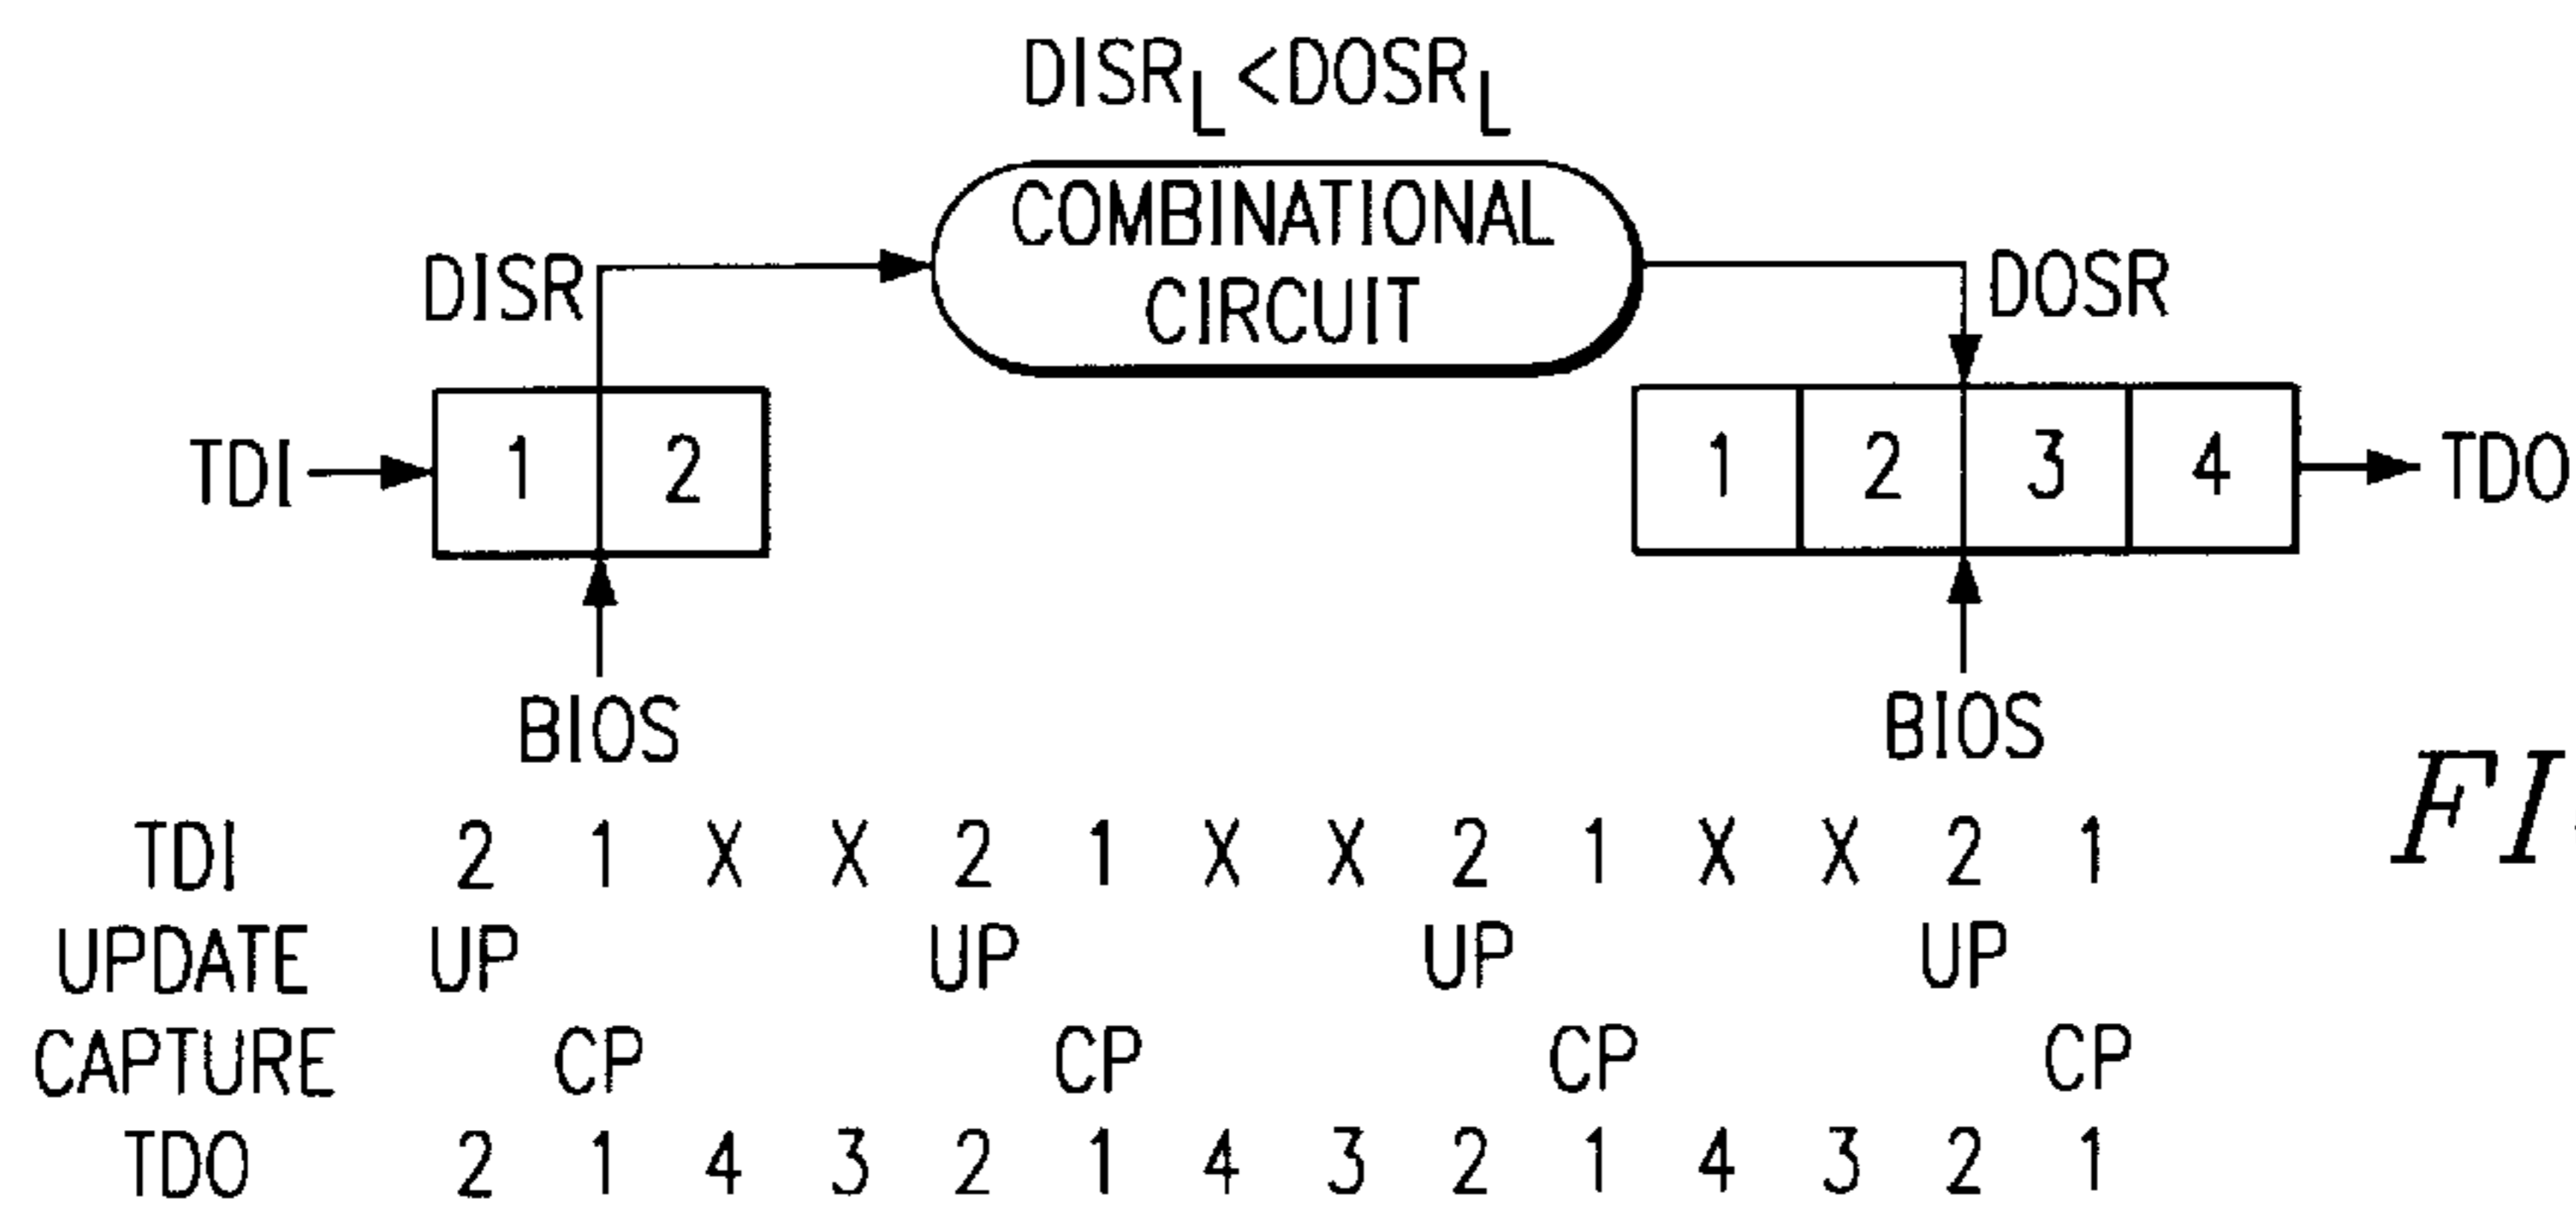 DISRL<DOSRL
COMBINATIONAL
CIRCUIT
DISR
DOSR
TDI
1 2
1 2 3 4
TDO
BIOS
BIOS
TDI 2 1 X X 2 1 X X 2 1 X X 2 1
UPDATE UP UP UP UP
CAPTURE CP CP CP CP
TDO 2 1 4 3 2 1 4 3 2 1 4 3 2 1